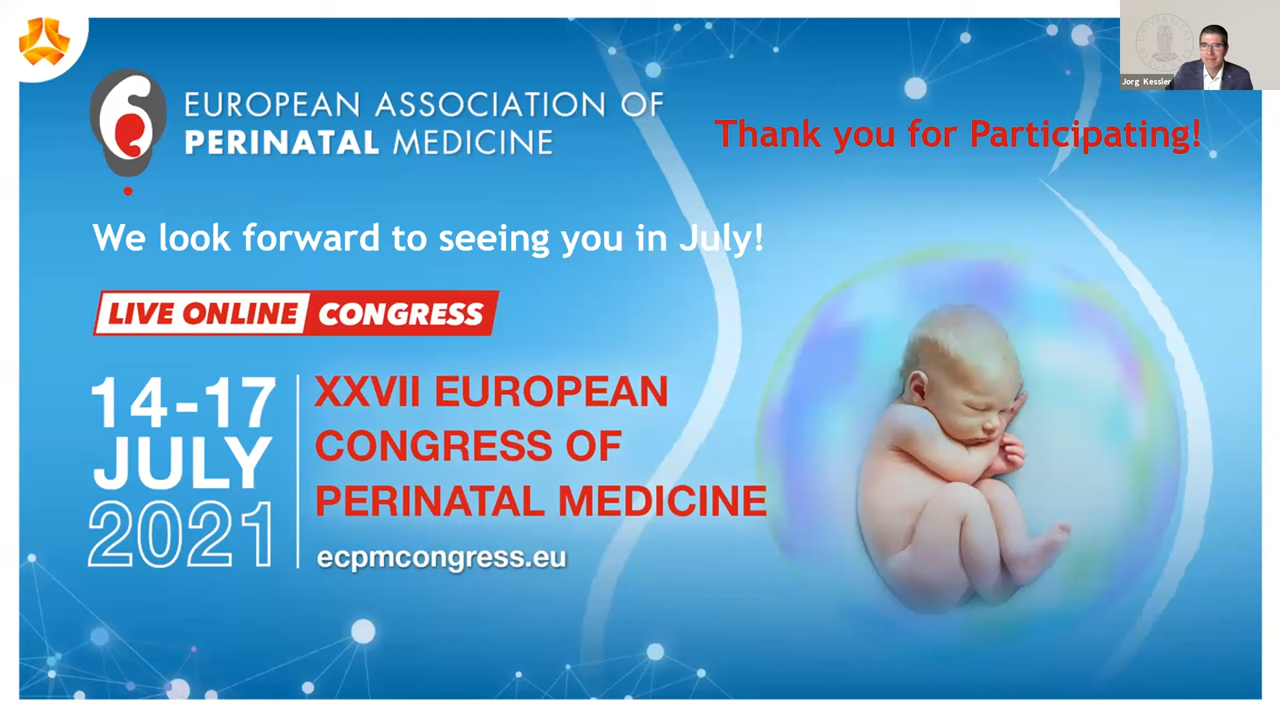 EUROPEAN ASSOCIATION OF
PERINATAL MEDICINE
Jorg Kessler
Thank you for Participating!
We look forward to seeing you in July!
LIVE ONLINE CONGRESS
14-17
JULY
2021
XXVII EUROPEAN
CONGRESS OF
PERINATAL MEDICINE
ecpmcongress.eu